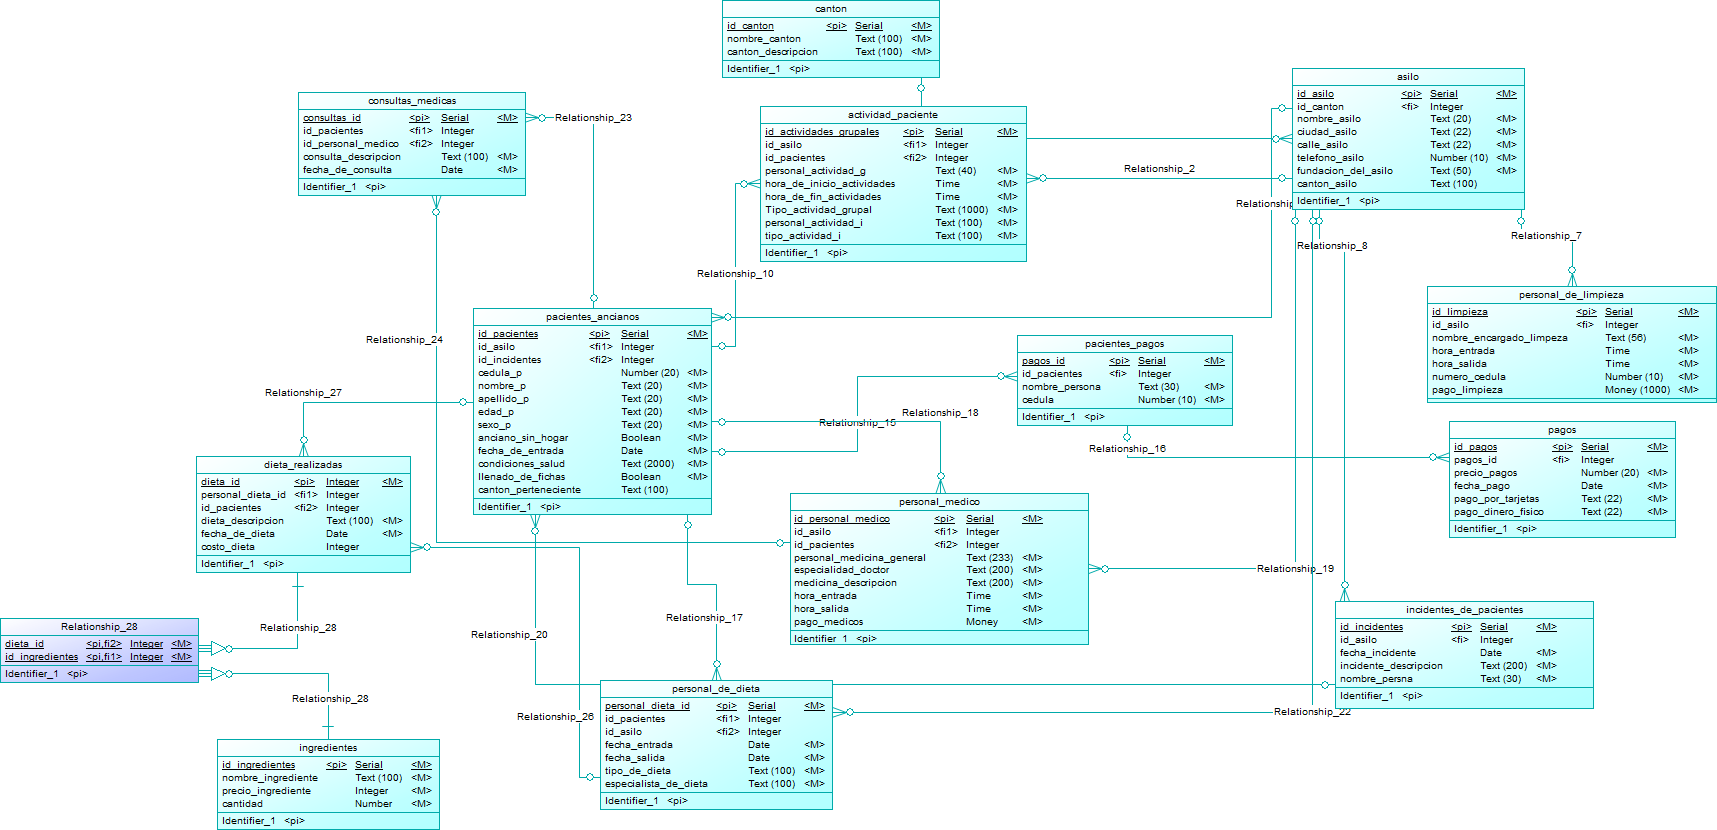 canton
id_canton <pi> Serial <M>
nombre_canton Text (100) <M>
canton_descripcion Text (100) <M>
Identifier_1 <pi>
asilo
id_asilo <pi> Serial <M>
id_canton <fi> Integer
nombre_asilo Text (20) <M>
ciudad_asilo Text (22) <M>
calle_asilo Text (22) <M>
telefono_asilo Number (10) <M>
fundacion_del_asilo Text (50) <M>
canton_asilo Text (100)
Identifier_1 <pi>
consultas_medicas
consultas_id <pi> Serial <M>
id_pacientes <fi1> Integer
id_personal_medico <fi2> Integer
consulta_descripcion Text (100) <M>
fecha_de_consulta Date <M>
Identifier_1 <pi>
Relationship_23
actividad_paciente
id_actividades_grupales <pi> Serial <M>
id_asilo <fi1> Integer
id_pacientes <fi2> Integer
personal_actividad_g Text (40) <M>
hora_de_inicio_actividades Time <M>
hora_de_fin_actividades Time <M>
Tipo_actividad_grupal Text (1000) <M>
personal_actividad_i Text (100) <M>
tipo_actividad_i Text (100) <M>
Identifier_1 <pi>
Relationship_2
Relationship_8
Relationship_7
Relationship_10
personal_de_limpieza
id_limpieza <pi> Serial <M>
id_asilo <fi> Integer
nombre_encargado_limpeza Text (56) <M>
hora_entrada Time <M>
hora_salida Time <M>
numero_cedula Number (10) <M>
pago_limpieza Money (1000) <M>
pacientes_ancianos
id_pacientes <pi> Serial <M>
id_asilo <fi1> Integer
id_incidentes <fi2> Integer
cedula_p Number (20) <M>
nombre_p Text (20) <M>
apellido_p Text (20) <M>
edad_p Text (20) <M>
sexo_p Text (20) <M>
anciano_sin_hogar Boolean <M>
fecha_de_entrada Date <M>
condiciones_salud Text (2000) <M>
llenado_de_fichas Boolean <M>
canton_perteneciente Text (100)
Identifier_1 <pi>
Relationship_24
Relationship_27
pacientes_pagos
pagos_id <pi> Serial <M>
id_pacientes <fi> Integer
nombre_persona Text (30) <M>
cedula Number (10) <M>
Identifier_1 <pi>
Relationship_18
Relationship_15
Relationship_16
pagos
id_pagos <pi> Serial <M>
pagos_id <fi> Integer
precio_pagos Number (20) <M>
fecha_pago Date <M>
pago_por_tarjetas Text (22) <M>
pago_dinero_fisico Text (22) <M>
Identifier_1 <pi>
dieta_realizadas
dieta_id <pi> Integer <M>
personal_dieta_id <fi1> Integer
id_pacientes <fi2> Integer
dieta_descripcion Text (100) <M>
fecha_de_dieta Date <M>
costo_dieta Integer
Identifier_1 <pi>
personal_medico
id_personal_medico <pi> Serial <M>
id_asilo <fi1> Integer
id_pacientes <fi2> Integer
personal_medicina_general Text (233) <M>
especialidad_doctor Text (200) <M>
medicina_descripcion Text (200) <M>
hora_entrada Time <M>
hora_salida Time <M>
pago_medicos Money <M>
Identifier_1 <pi>
Relationship_19
Relationship_17
Relationship_20
incidentes_de_pacientes
id_incidentes <pi> Serial <M>
id_asilo <fi> Integer
fecha_incidente Date <M>
incidente_descripcion Text (200) <M>
nombre_persna Text (30) <M>
Identifier_1 <pi>
Relationship_28
dieta_id <pi,fi2> Integer <M>
id_ingredientes <pi,fi1> Integer <M>
Identifier_1 <pi>
Relationship_28
Relationship_28
personal_de_dieta
personal_dieta_id <pi> Serial <M>
id_pacientes <fi1> Integer
id_asilo <fi2> Integer
fecha_entrada Date <M>
fecha_salida Date <M>
tipo_de_dieta Text (100) <M>
especialista_de_dieta Text (100) <M>
Identifier_1 <pi>
Relationship_26
Relationship_22
ingredientes
id_ingredientes <pi> Serial <M>
nombre_ingrediente Text (100) <M>
precio_ingrediente Integer <M>
cantidad Number <M>
Identifier_1 <pi>